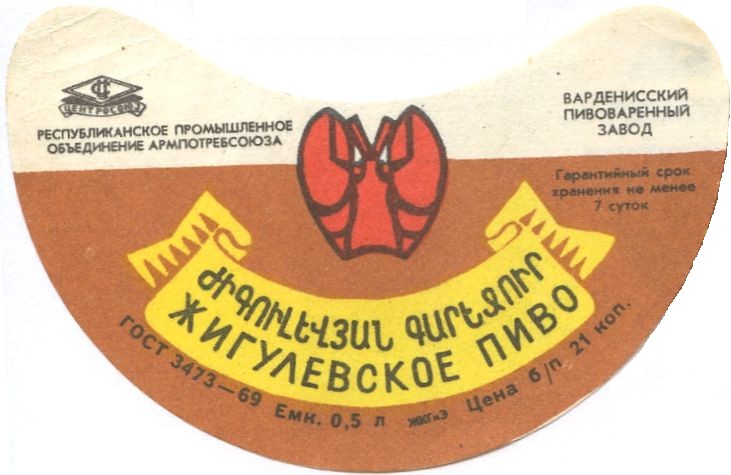 ЦЕНТРОСОЮЗ
РЕСПУБЛИКАНСКОЕ ПРОМЫШЛЕННОЕ
ОБЪЕДИНЕНИЕ АРМПОТРЕБСОЮЗА
ВАРДЕНИССКИЙ
ПИВОВАРЕННЫЙ
ЗАВОД
Гарантийный срок
хранения не менее
7 суток
ԺԻԳՈՒԼԵՎՅԱՆ ԳԱՐԵՋՈՒՐ
ЖИГУЛЕВСКОЕ ПИВО
ГОСТ 3473—69 Емк. 0,5 л ЖКГиЭ Цена б/п 21 коп.